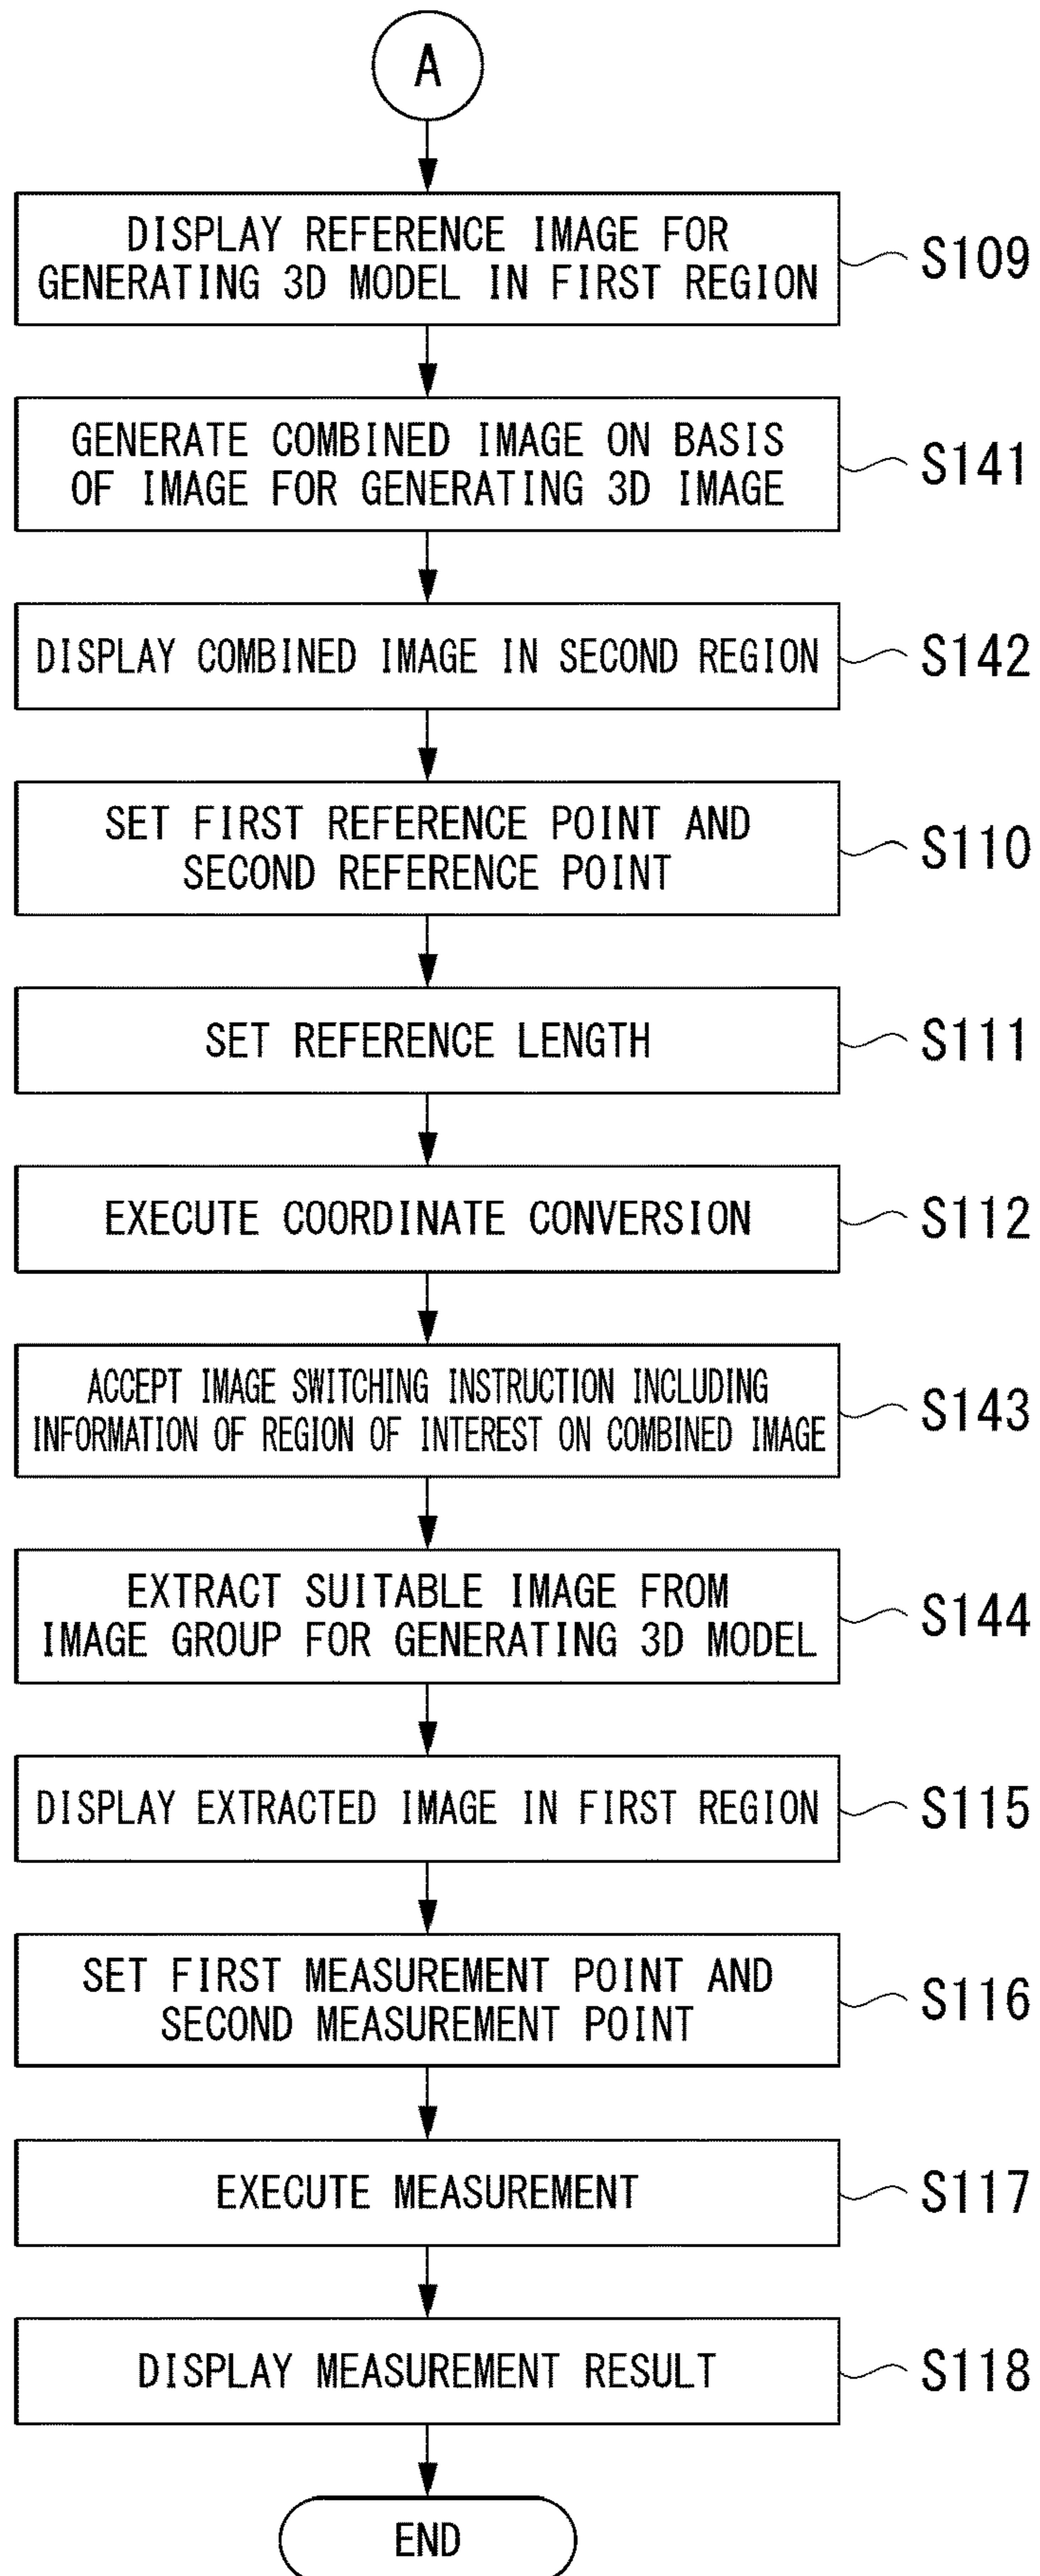 A
DISPLAY REFERENCE IMAGE FOR
GENERATING 3D MODEL IN FIRST REGION
S109
GENERATE COMBINED IMAGE ON BASIS
OF IMAGE FOR GENERATING 3D IMAGE
S141
DISPLAY COMBINED IMAGE IN SECOND REGION
S142
SET FIRST REFERENCE POINT AND
SECOND REFERENCE POINT
S110
SET REFERENCE LENGTH
S111
EXECUTE COORDINATE CONVERSION
S112
ACCEPT IMAGE SWITCHING INSTRUCTION INCLUDING
INFORMATION OF REGION OF INTEREST ON COMBINED IMAGE
S143
EXTRACT SUITABLE IMAGE FROM
IMAGE GROUP FOR GENERATING 3D MODEL
S144
DISPLAY EXTRACTED IMAGE IN FIRST REGION
S115
SET FIRST MEASUREMENT POINT AND
SECOND MEASUREMENT POINT
S116
EXECUTE MEASUREMENT
S117
DISPLAY MEASUREMENT RESULT
S118
END